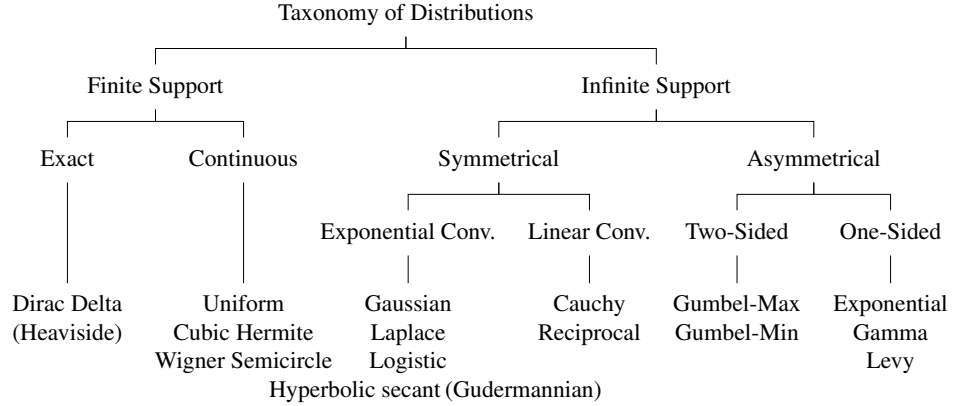 Taxonomy of Distributions
Finite Support
Infinite Support
Exact
Continuous
Symmetrical
Asymmetrical
Exponential Conv.
Linear Conv.
Two-Sided
One-Sided
Dirac Delta
(Heaviside)
Uniform
Cubic Hermite
Wigner Semicircle
Gaussian
Laplace
Logistic
Hyperbolic secant (Gudermannian)
Cauchy
Reciprocal
Gumbel-Max
Gumbel-Min
Exponential
Gamma
Levy